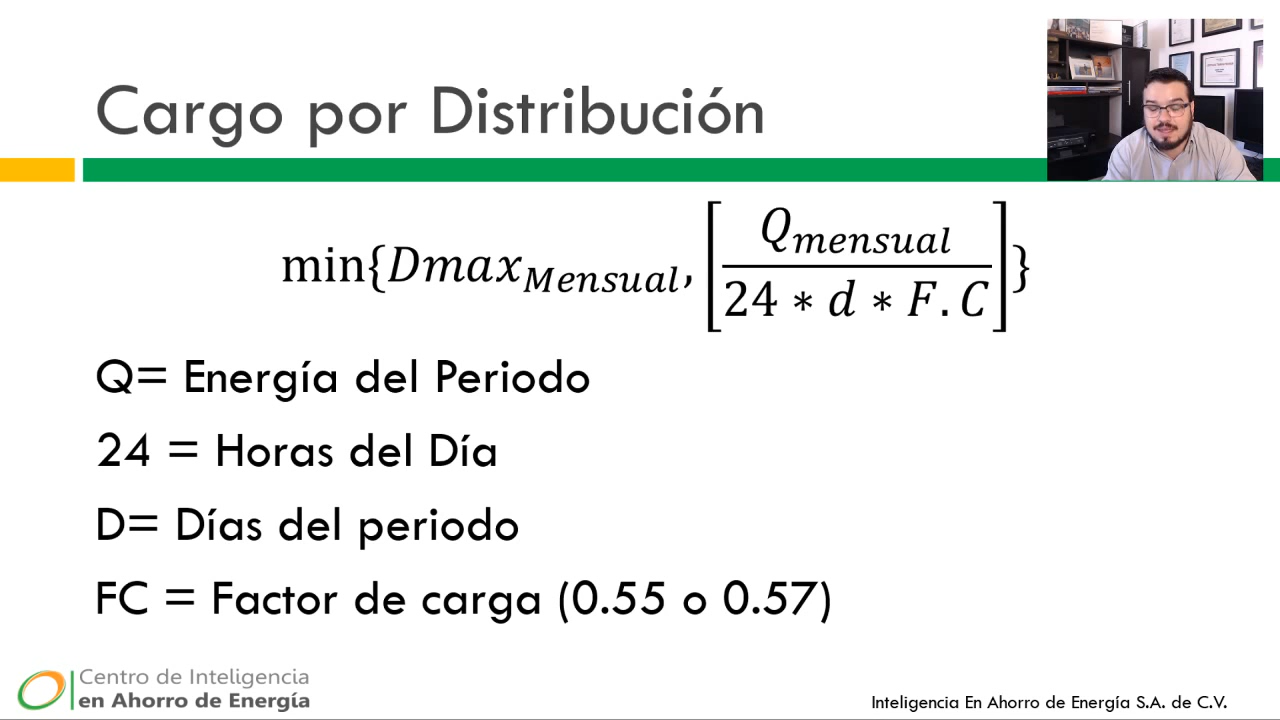 Cargo por Distribución
min{Dmax_Mensual, [Q_mensual / 24 * d * F.C]}
Q= Energía del Periodo
24 = Horas del Día
D= Días del periodo
FC = Factor de carga (0.55 o 0.57)
Centro de Inteligencia
en Ahorro de Energía
Inteligencia En Ahorro de Energía S.A. de C.V.